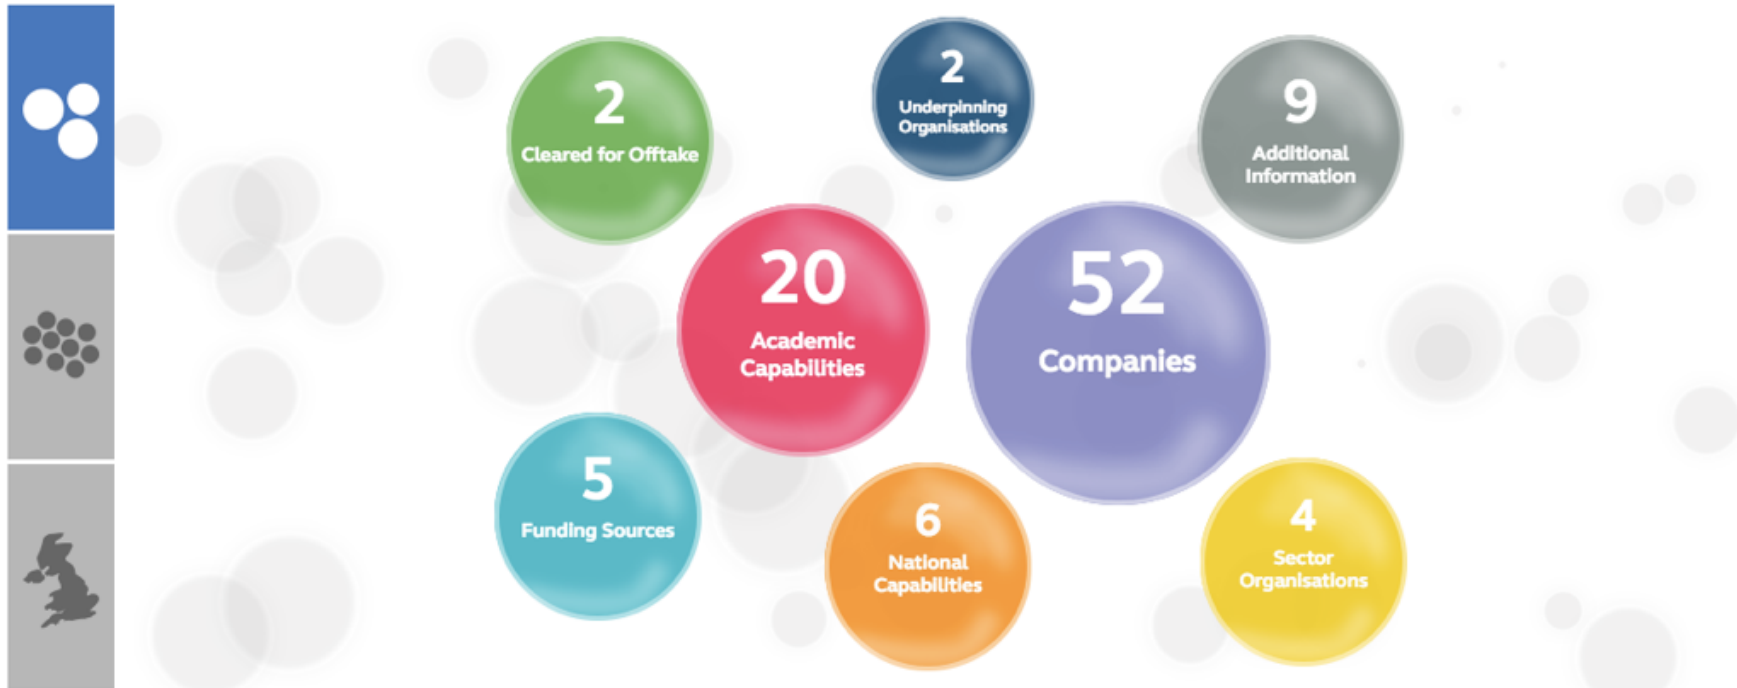 2
Cleared for Offtake
2
Underpinning
Organisations
9
Additional
Information
20
Academic
Capabilities
52
Companies
5
Funding Sources
6
National
Capabilities
4
Sector
Organisations